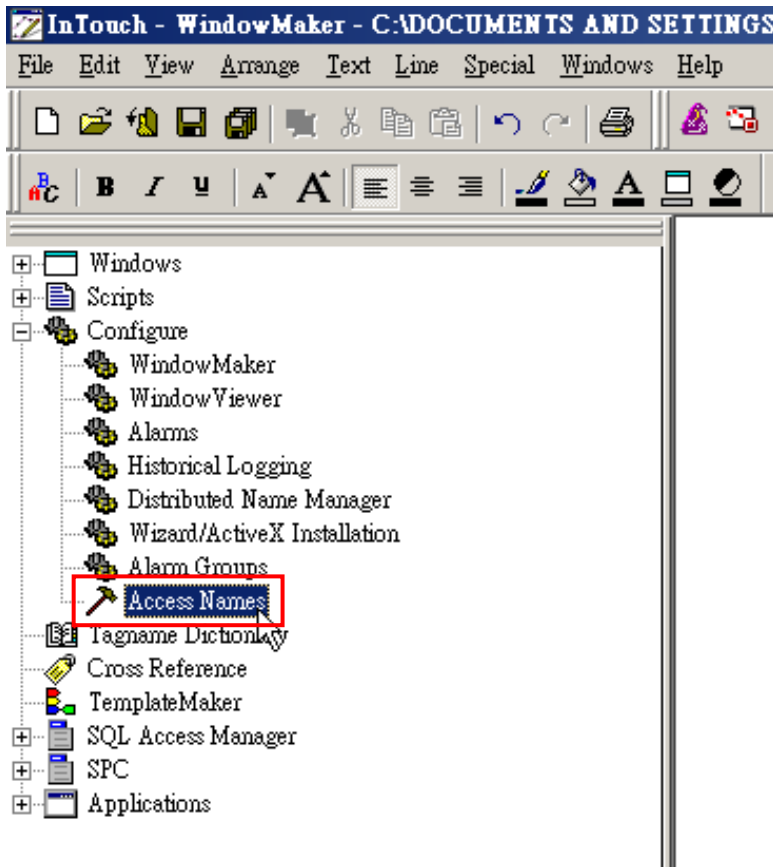 InTouch - WindowMaker - C:\DOCUMENTS AND SETTINGS
File Edit View Arrange Text Line Special Windows Help
ABC B I U A A A
Windows
Scripts
Configure
WindowMaker
WindowViewer
Alarms
Historical Logging
Distributed Name Manager
Wizard/ActiveX Installation
Alarm Groups
Access Names
Tagname Dictionary
Cross Reference
TemplateMaker
SQL Access Manager
SPC
Applications